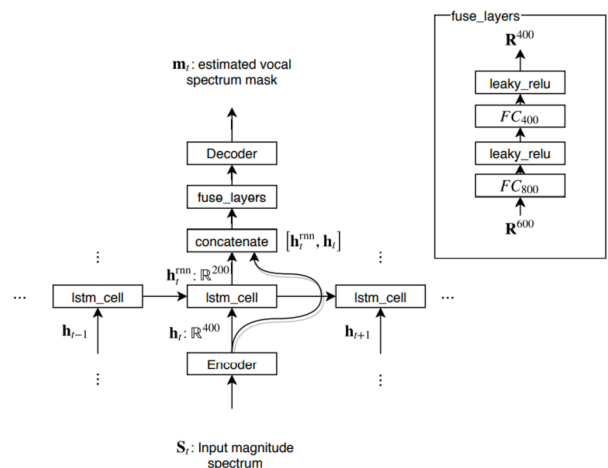 fuse_layers
R^400
leaky_relu
FC_400
leaky_relu
FC_800
R^600
m_t: estimated vocal
spectrum mask
Decoder
fuse_layers
concatenate [h_t^rnn, h_t]
h_t^rnn: ℝ^200
... lstm_cell lstm_cell lstm_cell ...
h_{t−1} h_t: ℝ^400 h_{t+1}
Encoder
S_t: Input magnitude
spectrum